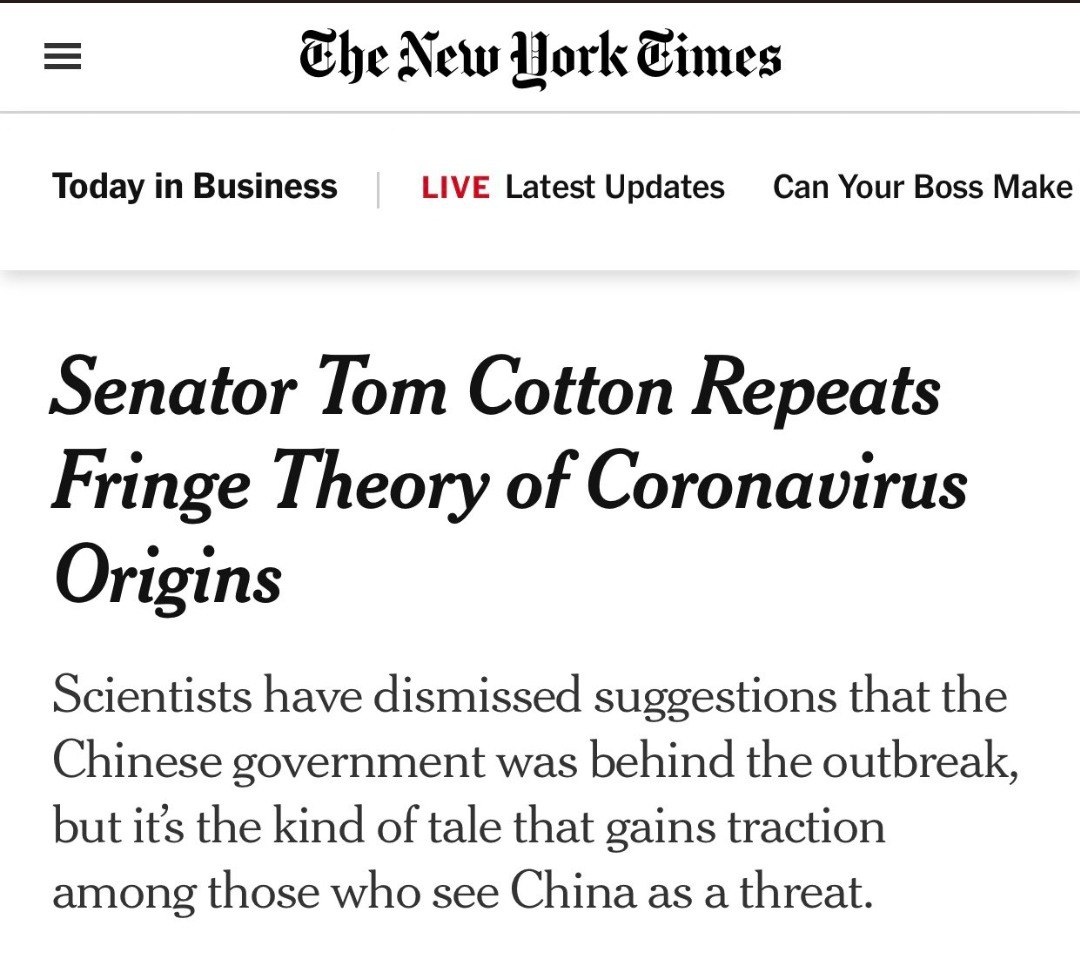 The New York Times
Today in Business | LIVE Latest Updates Can Your Boss Make
Senator Tom Cotton Repeats
Fringe Theory of Coronavirus
Origins
Scientists have dismissed suggestions that the
Chinese government was behind the outbreak,
but it’s the kind of tale that gains traction
among those who see China as a threat.